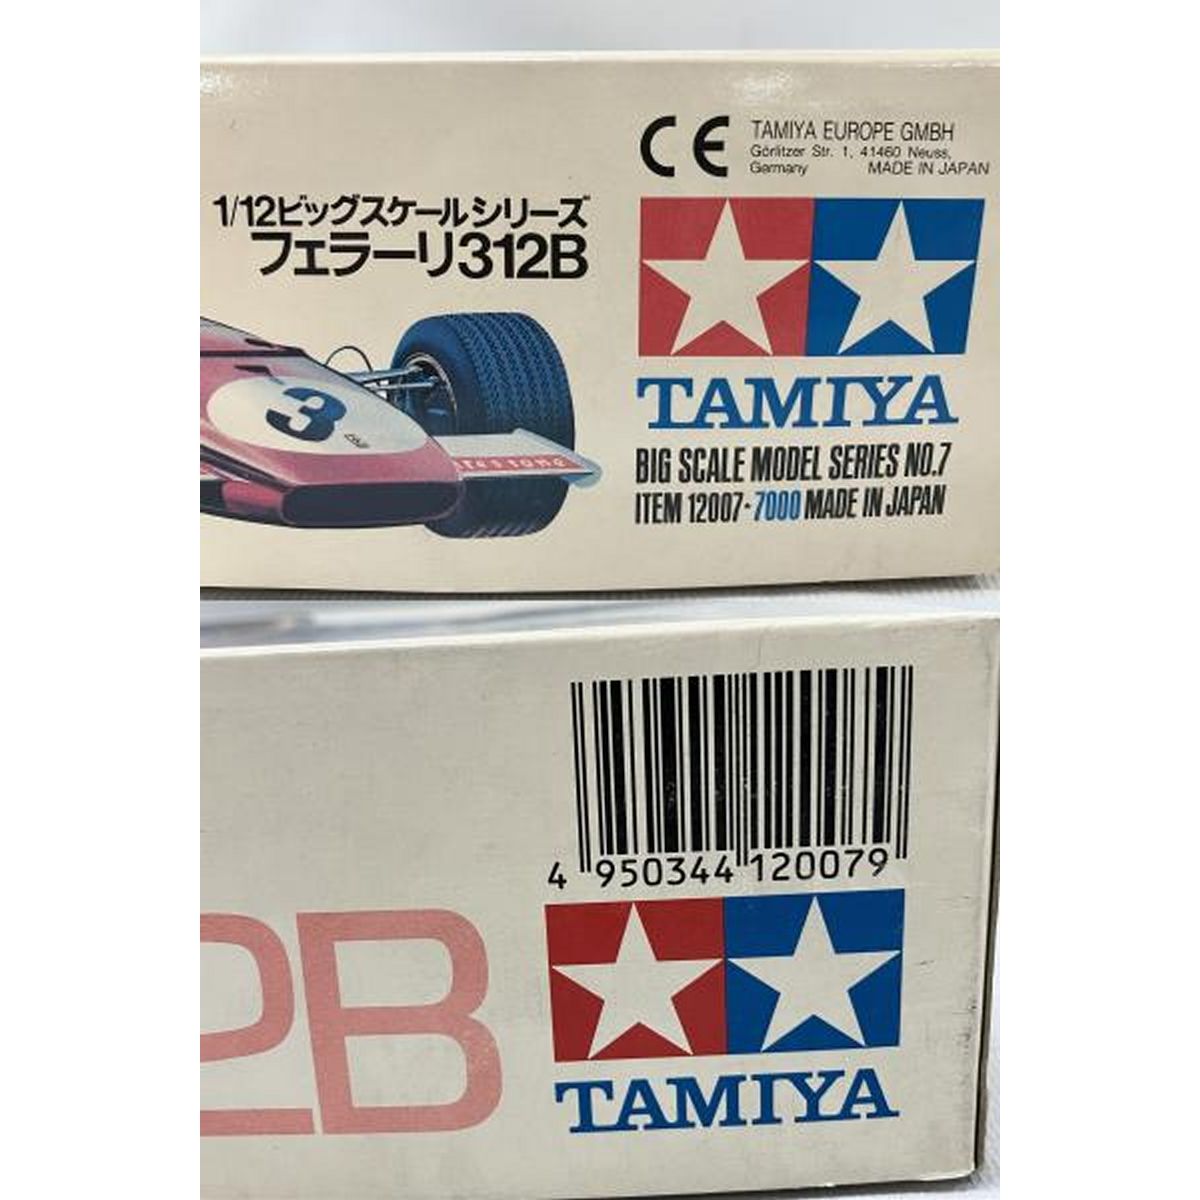 CE
TAMIYA EUROPE GMBH
Görlitzer Str. 1, 41460 Neuss,
Germany MADE IN JAPAN
1/12ビッグスケールシリーズ
フェラーリ312B
3
TAMIYA
BIG SCALE MODEL SERIES NO.7
ITEM 12007-7000 MADE IN JAPAN
4 950344 120079
2B
TAMIYA